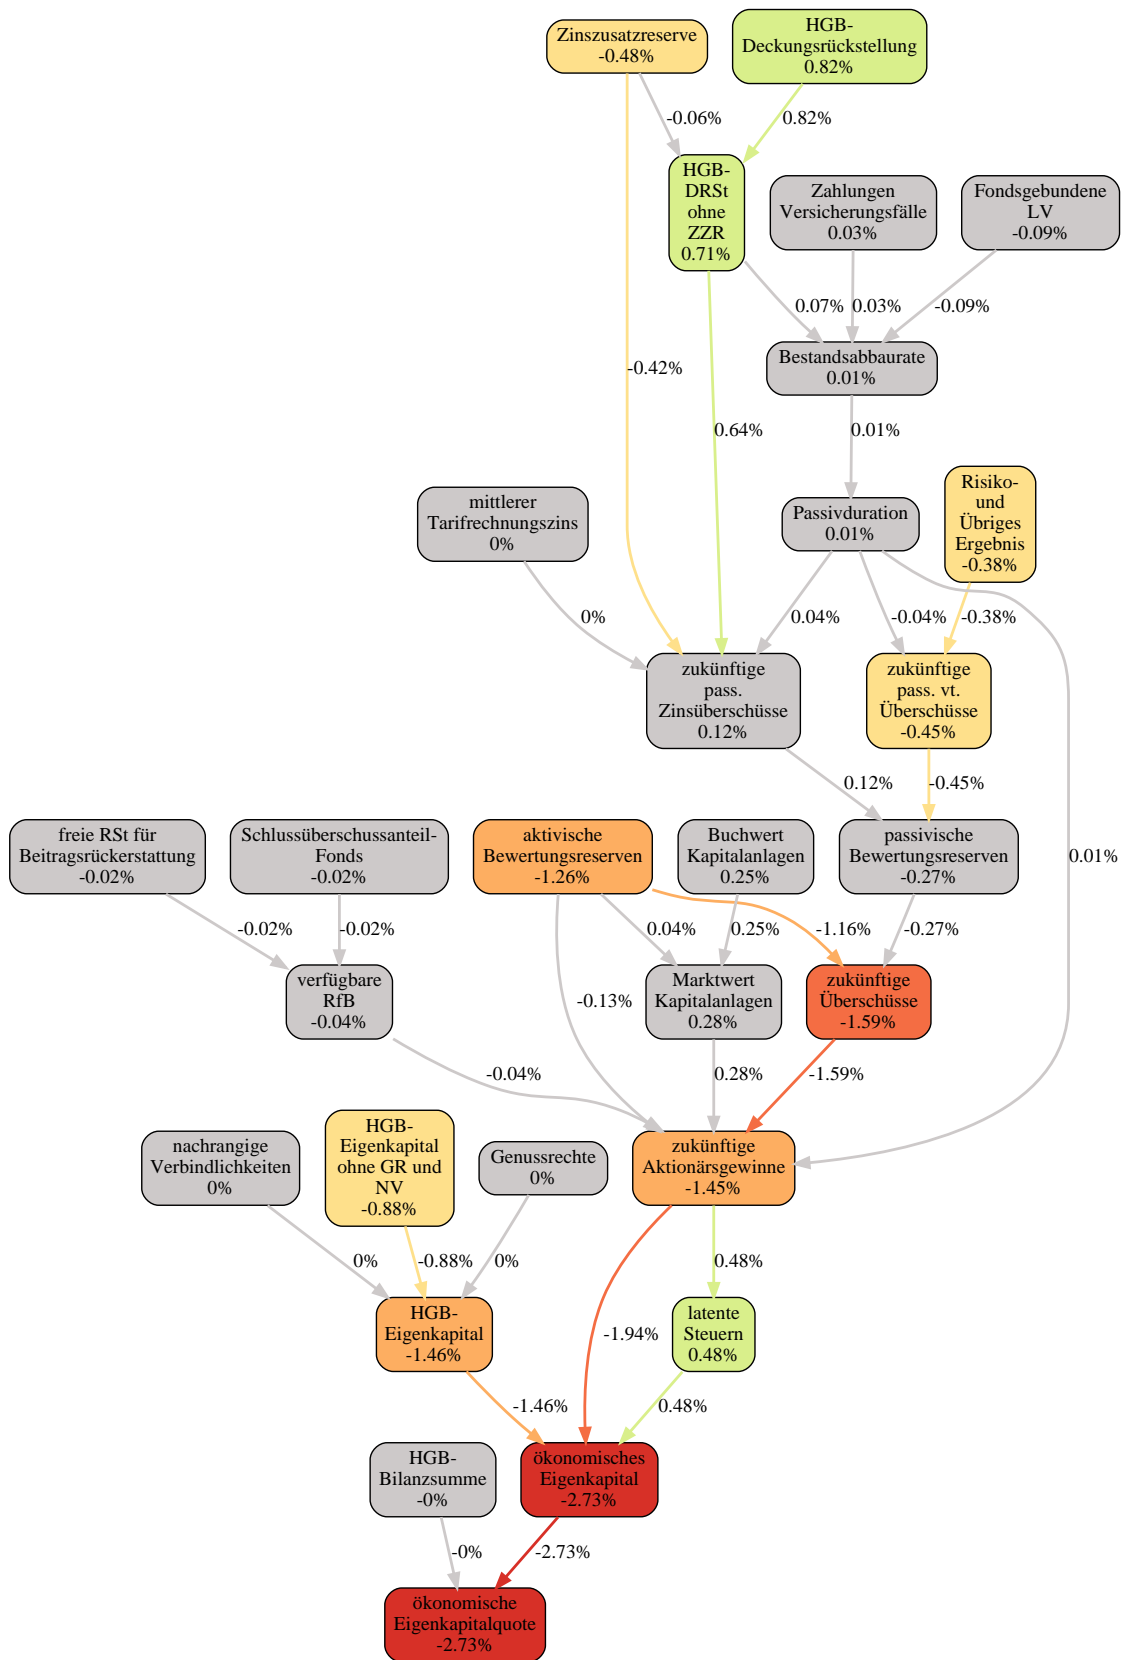 Zinszusatzreserve
-0.48%
HGB-
Deckungsrückstellung
0.82%
-0.06%
0.82%
HGB-
DRSt
ohne
ZZR
0.71%
Zahlungen
Versicherungsfälle
0.03%
Fondsgebundene
LV
-0.09%
0.07%
0.03%
-0.09%
Bestandsabbaurate
0.01%
-0.42%
0.64%
0.01%
mittlerer
Tarifrechnungszins
0%
Passivduration
0.01%
Risiko-
und
Übriges
Ergebnis
-0.38%
0%
0.04%
-0.04%
-0.38%
zukünftige
pass.
Zinsüberschüsse
0.12%
zukünftige
pass. vt.
Überschüsse
-0.45%
0.12%
-0.45%
freie RSt für
Beitragsrückerstattung
-0.02%
Schlussüberschussanteil-
Fonds
-0.02%
aktivische
Bewertungsreserven
-1.26%
Buchwert
Kapitalanlagen
0.25%
passivische
Bewertungsreserven
-0.27%
0.01%
-0.02%
-0.02%
0.04%
0.25%
-1.16%
-0.27%
verfügbare
RfB
-0.04%
-0.13%
Marktwert
Kapitalanlagen
0.28%
zukünftige
Überschüsse
-1.59%
-0.04%
0.28%
-1.59%
nachrangige
Verbindlichkeiten
0%
HGB-
Eigenkapital
ohne GR und
NV
-0.88%
Genussrechte
0%
zukünftige
Aktionärsgewinne
-1.45%
0%
-0.88%
0%
0.48%
HGB-
Eigenkapital
-1.46%
-1.94%
latente
Steuern
0.48%
-1.46%
0.48%
HGB-
Bilanzsumme
-0%
ökonomisches
Eigenkapital
-2.73%
-0%
-2.73%
ökonomische
Eigenkapitalquote
-2.73%